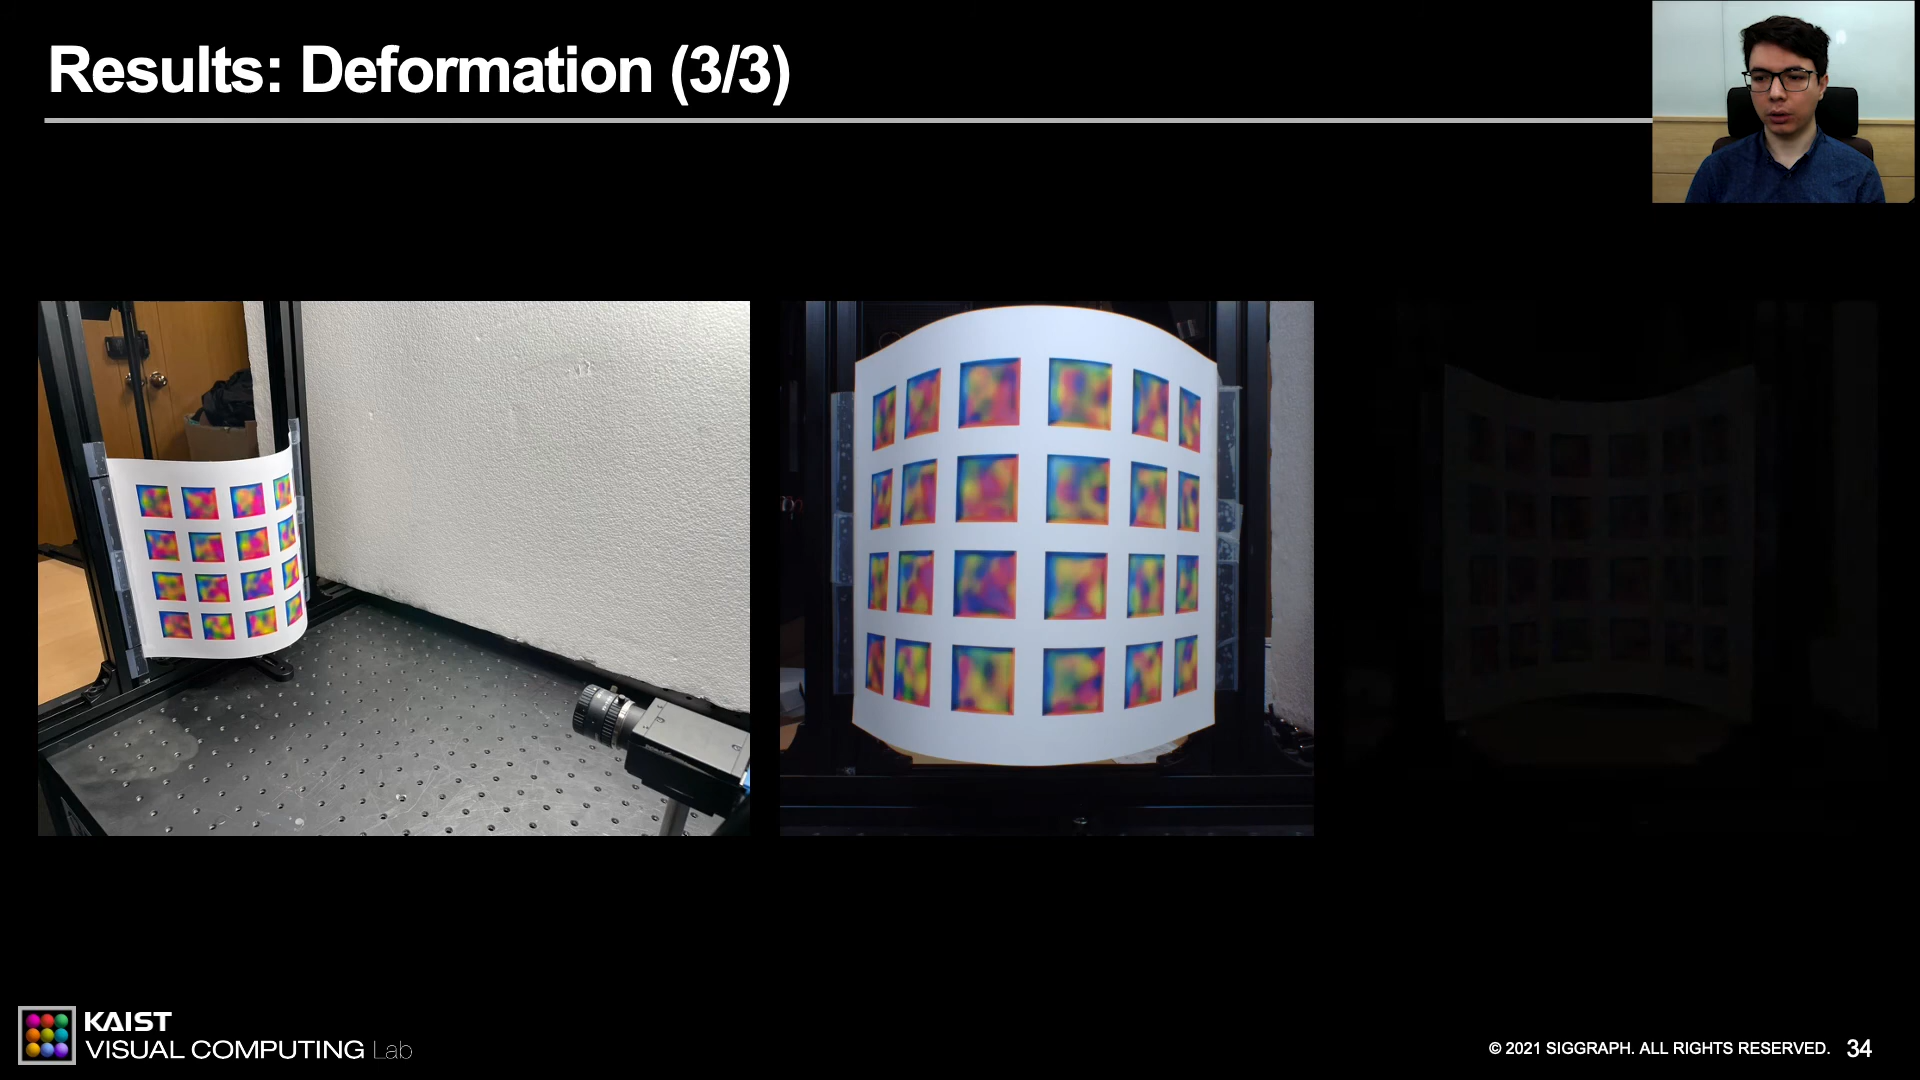 Results: Deformation (3/3)
KAIST
VISUAL COMPUTING Lab
© 2021 SIGGRAPH. ALL RIGHTS RESERVED. 34